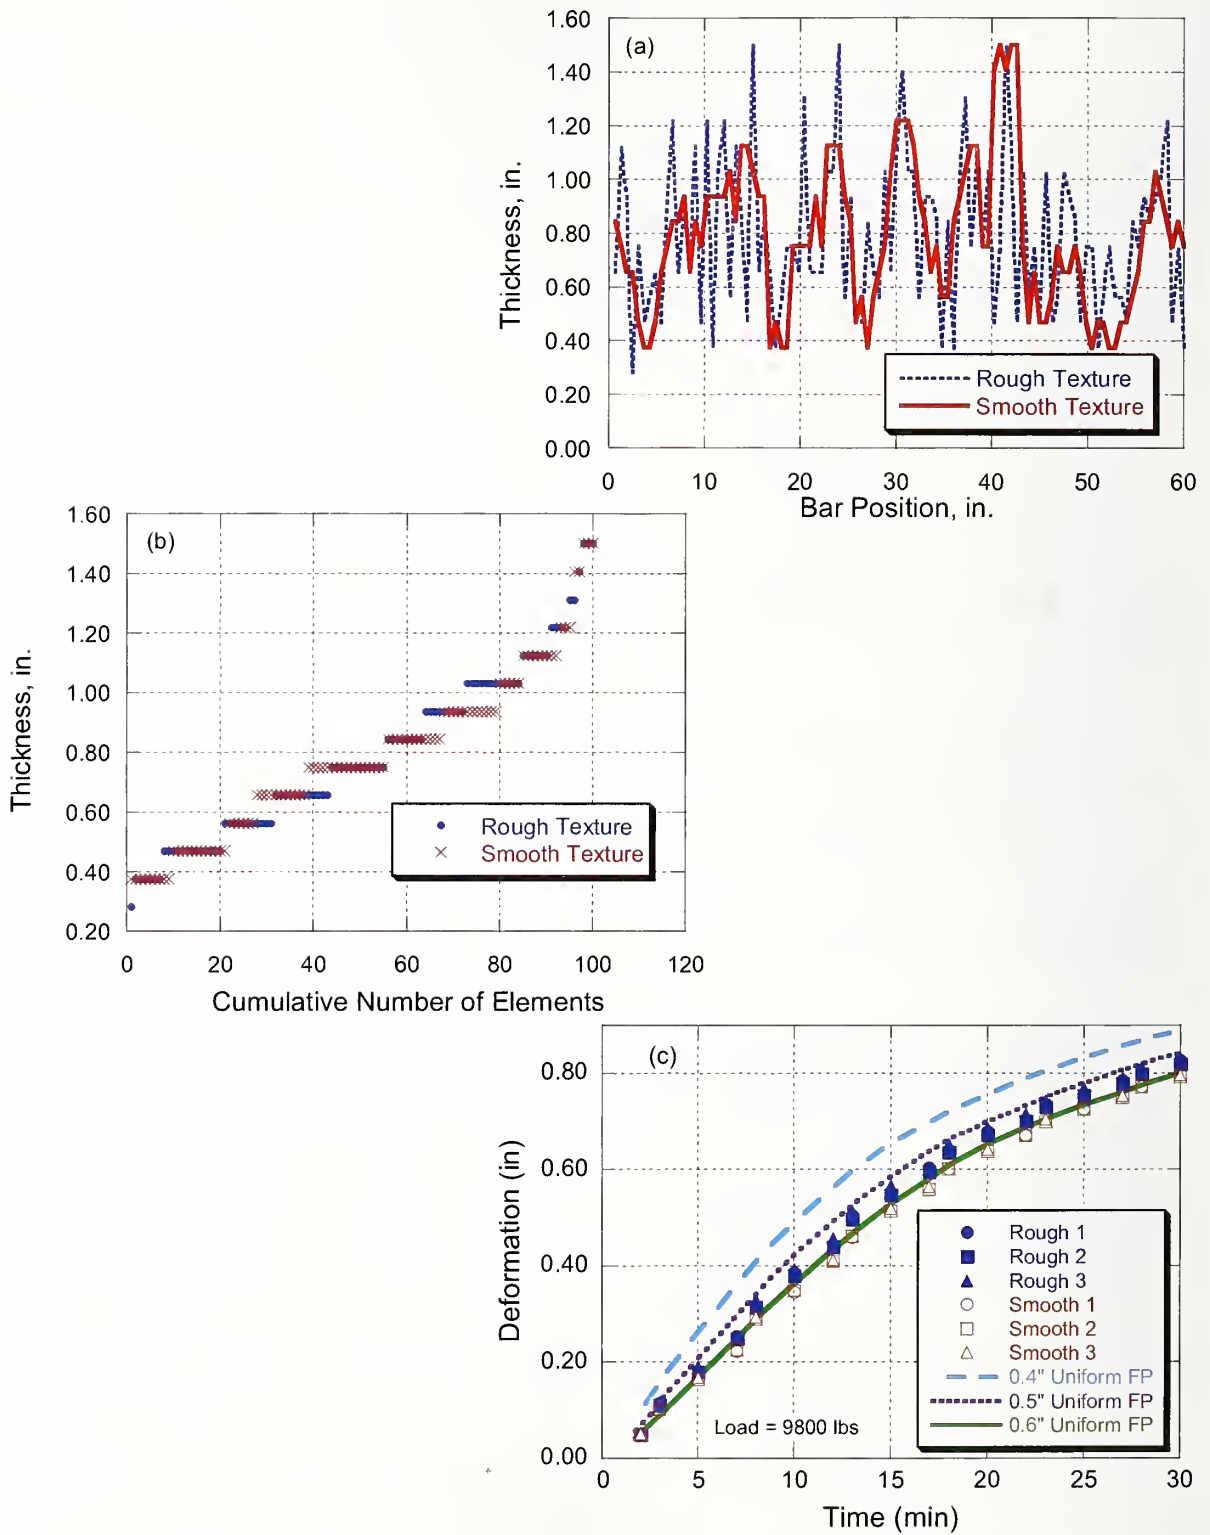 (a)
Thickness, in.
1.60
1.40
1.20
1.00
0.80
0.60
0.40
0.20
0.00
Rough Texture
Smooth Texture
0 10 20 30 40 50 60
Bar Position, in.
(b)
Thickness, in.
1.60
1.40
1.20
1.00
0.80
0.60
0.40
0.20
Rough Texture
Smooth Texture
0 20 40 60 80 100 120
Cumulative Number of Elements
(c)
Deformation (in)
0.80
0.60
0.40
0.20
0.00
Rough 1
Rough 2
Rough 3
Smooth 1
Smooth 2
Smooth 3
0.4" Uniform FP
0.5" Uniform FP
0.6" Uniform FP
Load = 9800 lbs
0 5 10 15 20 25 30
Time (min)